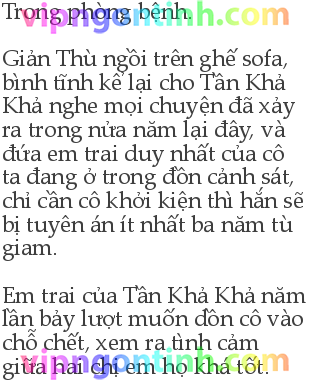 Trong phòng bệnh.
vipngontinh.com
Giản Thù ngồi trên ghế sofa,
bình tĩnh kể lại cho Tần Khả
Khả nghe mọi chuyện đã xảy
ra trong nửa năm lại đây, và
đứa em trai duy nhất của cô
ta đang ở trong đồn cảnh sát,
chỉ cần cô khởi kiện thì hắn sẽ
bị tuyên án ít nhất ba năm tù
giam.
Em trai của Tần Khả Khả năm
lần bảy lượt muốn dồn cô vào
chỗ chết, xem ra tình cảm
vipngontinh.com
giữa hai chị em họ khá tốt.
vipngontinh.com